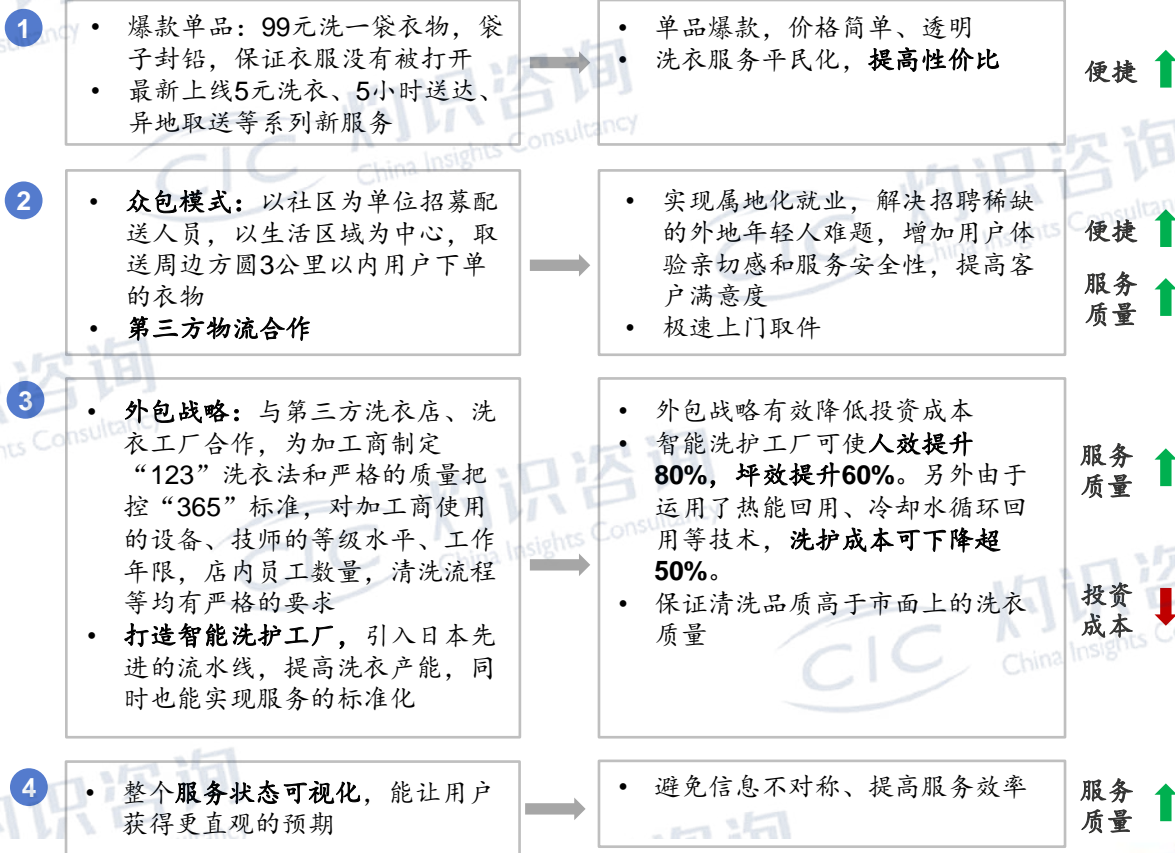 1
• 爆款单品：99元洗一袋衣物，袋
子封铅，保证衣服没有被打开
• 最新上线5元洗衣、5小时送达、
异地取送等系列新服务
• 单品爆款，价格简单、透明
• 洗衣服务平民化，提高性价比
便捷
2
• 众包模式：以社区为单位招募配
送人员，以生活区域为中心，取
送周边方圆3公里以内用户下单
的衣物
• 第三方物流合作
• 实现属地化就业，解决招聘稀缺
的外地年轻人难题，增加用户体
验亲切感和服务安全性，提高客
户满意度
• 极速上门取件
便捷
服务
质量
3
• 外包战略：与第三方洗衣店、洗
衣工厂合作，为加工商制定
“123”洗衣法和严格的质量把
控“365”标准，对加工商使用
的设备、技师的等级水平、工作
年限，店内员工数量，清洗流程
等均有严格的要求
• 打造智能洗护工厂，引入日本先
进的流水线，提高洗衣产能，同
时也能实现服务的标准化
• 外包战略有效降低投资成本
• 智能洗护工厂可使人效提升
80%，坪效提升60%。另外由于
运用了热能回用、冷却水循环回
用等技术，洗护成本可下降超
50%。
• 保证清洗品质高于市面上的洗衣
质量
服务
质量
投资
成本
4
• 整个服务状态可视化，能让用户
获得更直观的预期
• 避免信息不对称、提高服务效率
服务
质量
CIC 灼识咨询
China Insights Consultancy